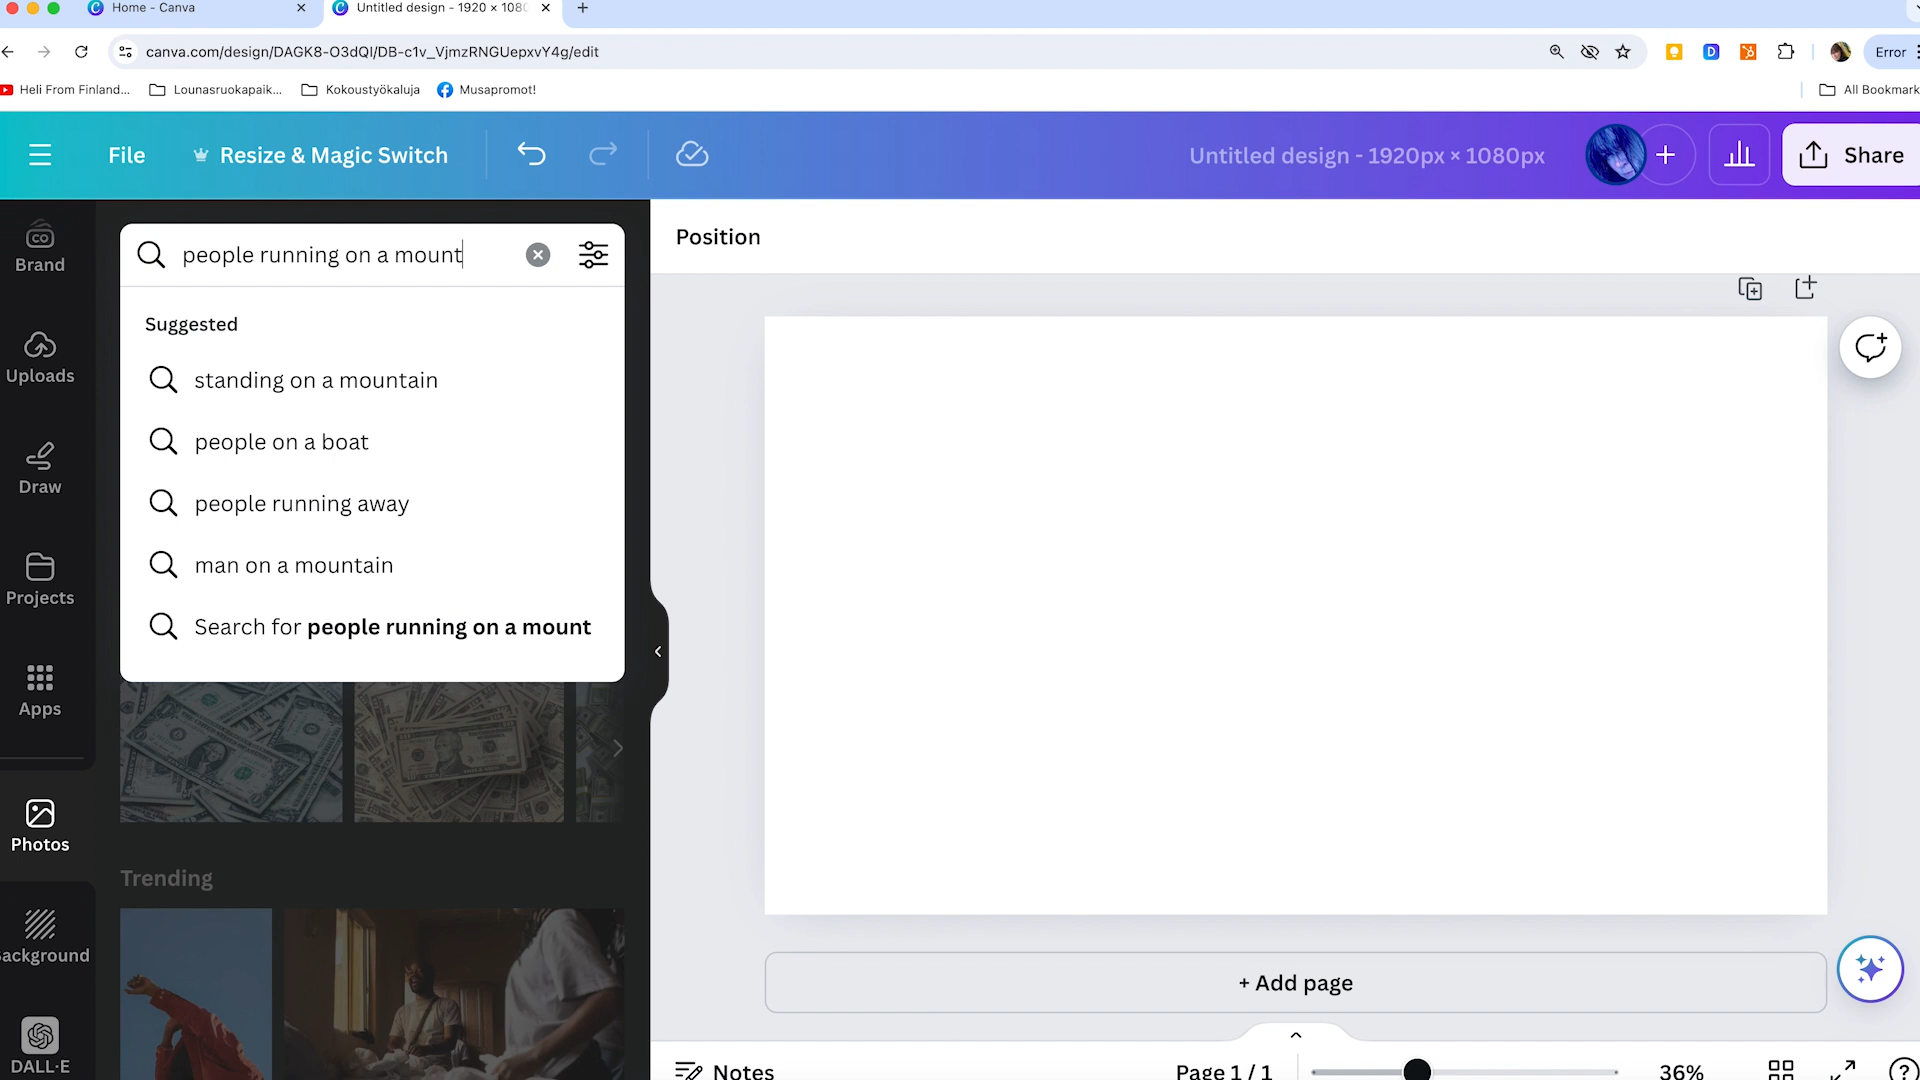 Home - Canva
Untitled design - 1920 × 108
canva.com/design/DAGK8-O3dQI/DB-c1v_VjmzRNGUepxvY4g/edit
Error
Heli From Finland...
Lounasruokapaik...
Kokoustyökaluja
Musapromot!
All Bookmark
File
Resize & Magic Switch
Untitled design - 1920px × 1080px
Share
CO
Brand
Uploads
Draw
Projects
Apps
Photos
ackground
DALL·E
people running on a mount
Suggested
standing on a mountain
people on a boat
people running away
man on a mountain
Search for people running on a mount
Trending
Position
+ Add page
Notes
Page 1 / 1
36%